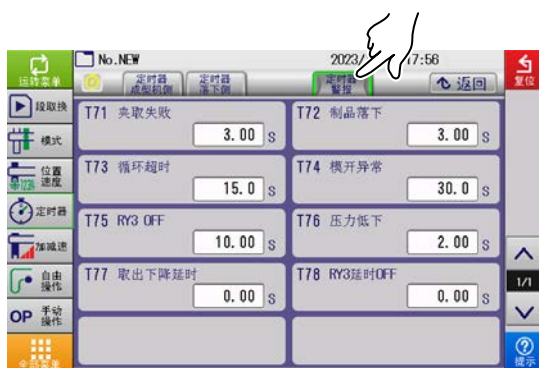 运转菜单
No.NEW
2023/
17:56
复位
定时器
成型机侧
定时器
落下侧
定时器
警报
返回
段取换
模式
位置
速度
定时器
加减速
自由
操作
OP 手动
操作
全部菜单
T71 夹取失败
3.00 S
T72 制品落下
3.00 S
T73 循环超时
15.0 S
T74 模开异常
30.0 S
T75 RY3 OFF
10.00 S
T76 压力低下
2.00 S
T77 取出下降延时
0.00 S
T78 RY3延时OFF
0.00 S
1/1
提示